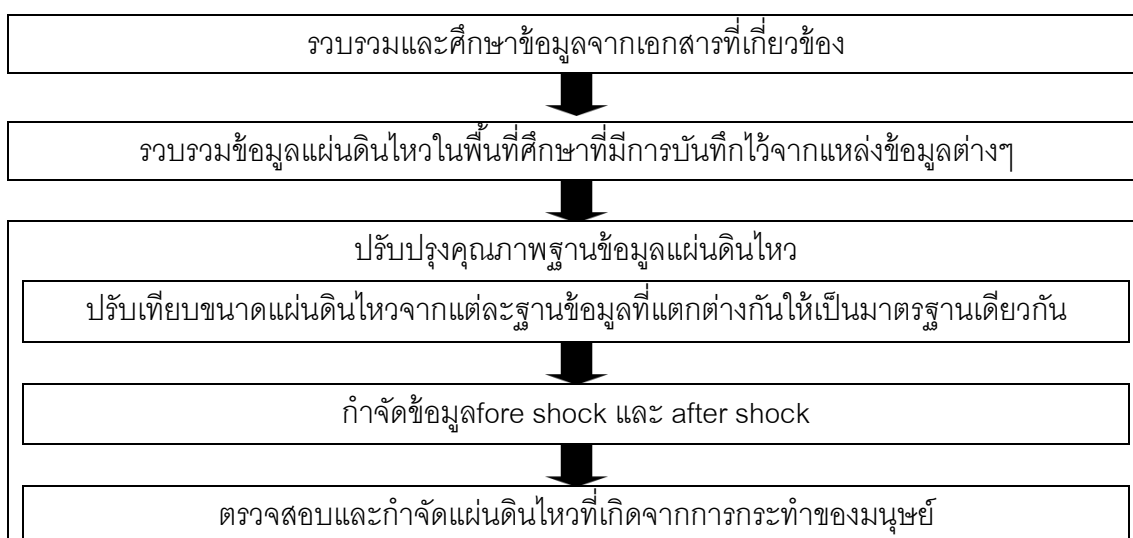 รวบรวมและศึกษาข้อมูลจากเอกสารที่เกี่ยวข้อง
รวบรวมข้อมูลแผ่นดินไหวในพื้นที่ศึกษาที่มีการบันทึกไว้จากแหล่งข้อมูลต่างๆ
ปรับปรุงคุณภาพฐานข้อมูลแผ่นดินไหว
ปรับเทียบขนาดแผ่นดินไหวจากแต่ละฐานข้อมูลที่แตกต่างกันให้เป็นมาตรฐานเดียวกัน
กำจัดข้อมูลfore shock และ after shock
ตรวจสอบและกำจัดแผ่นดินไหวที่เกิดจากการกระทำของมนุษย์